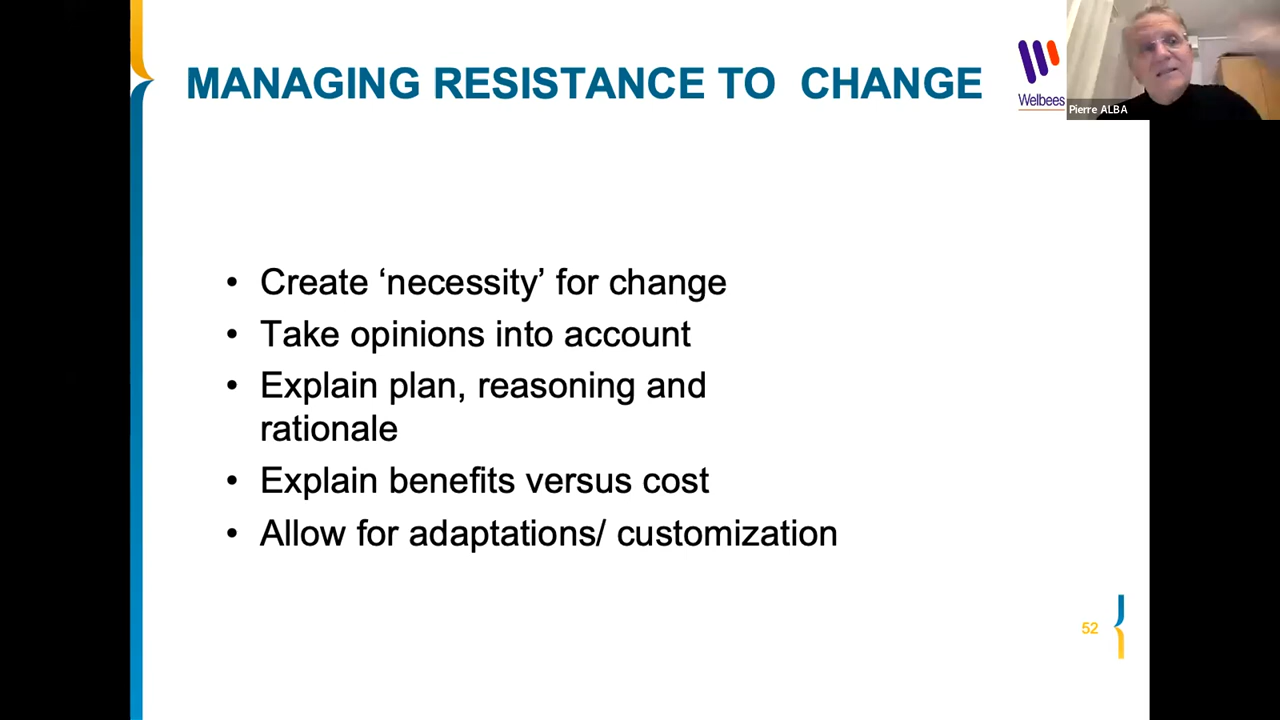 MANAGING RESISTANCE TO CHANGE
Welbees
Pierre ALBA
• Create ‘necessity’ for change
• Take opinions into account
• Explain plan, reasoning and
rationale
• Explain benefits versus cost
• Allow for adaptations/ customization
52